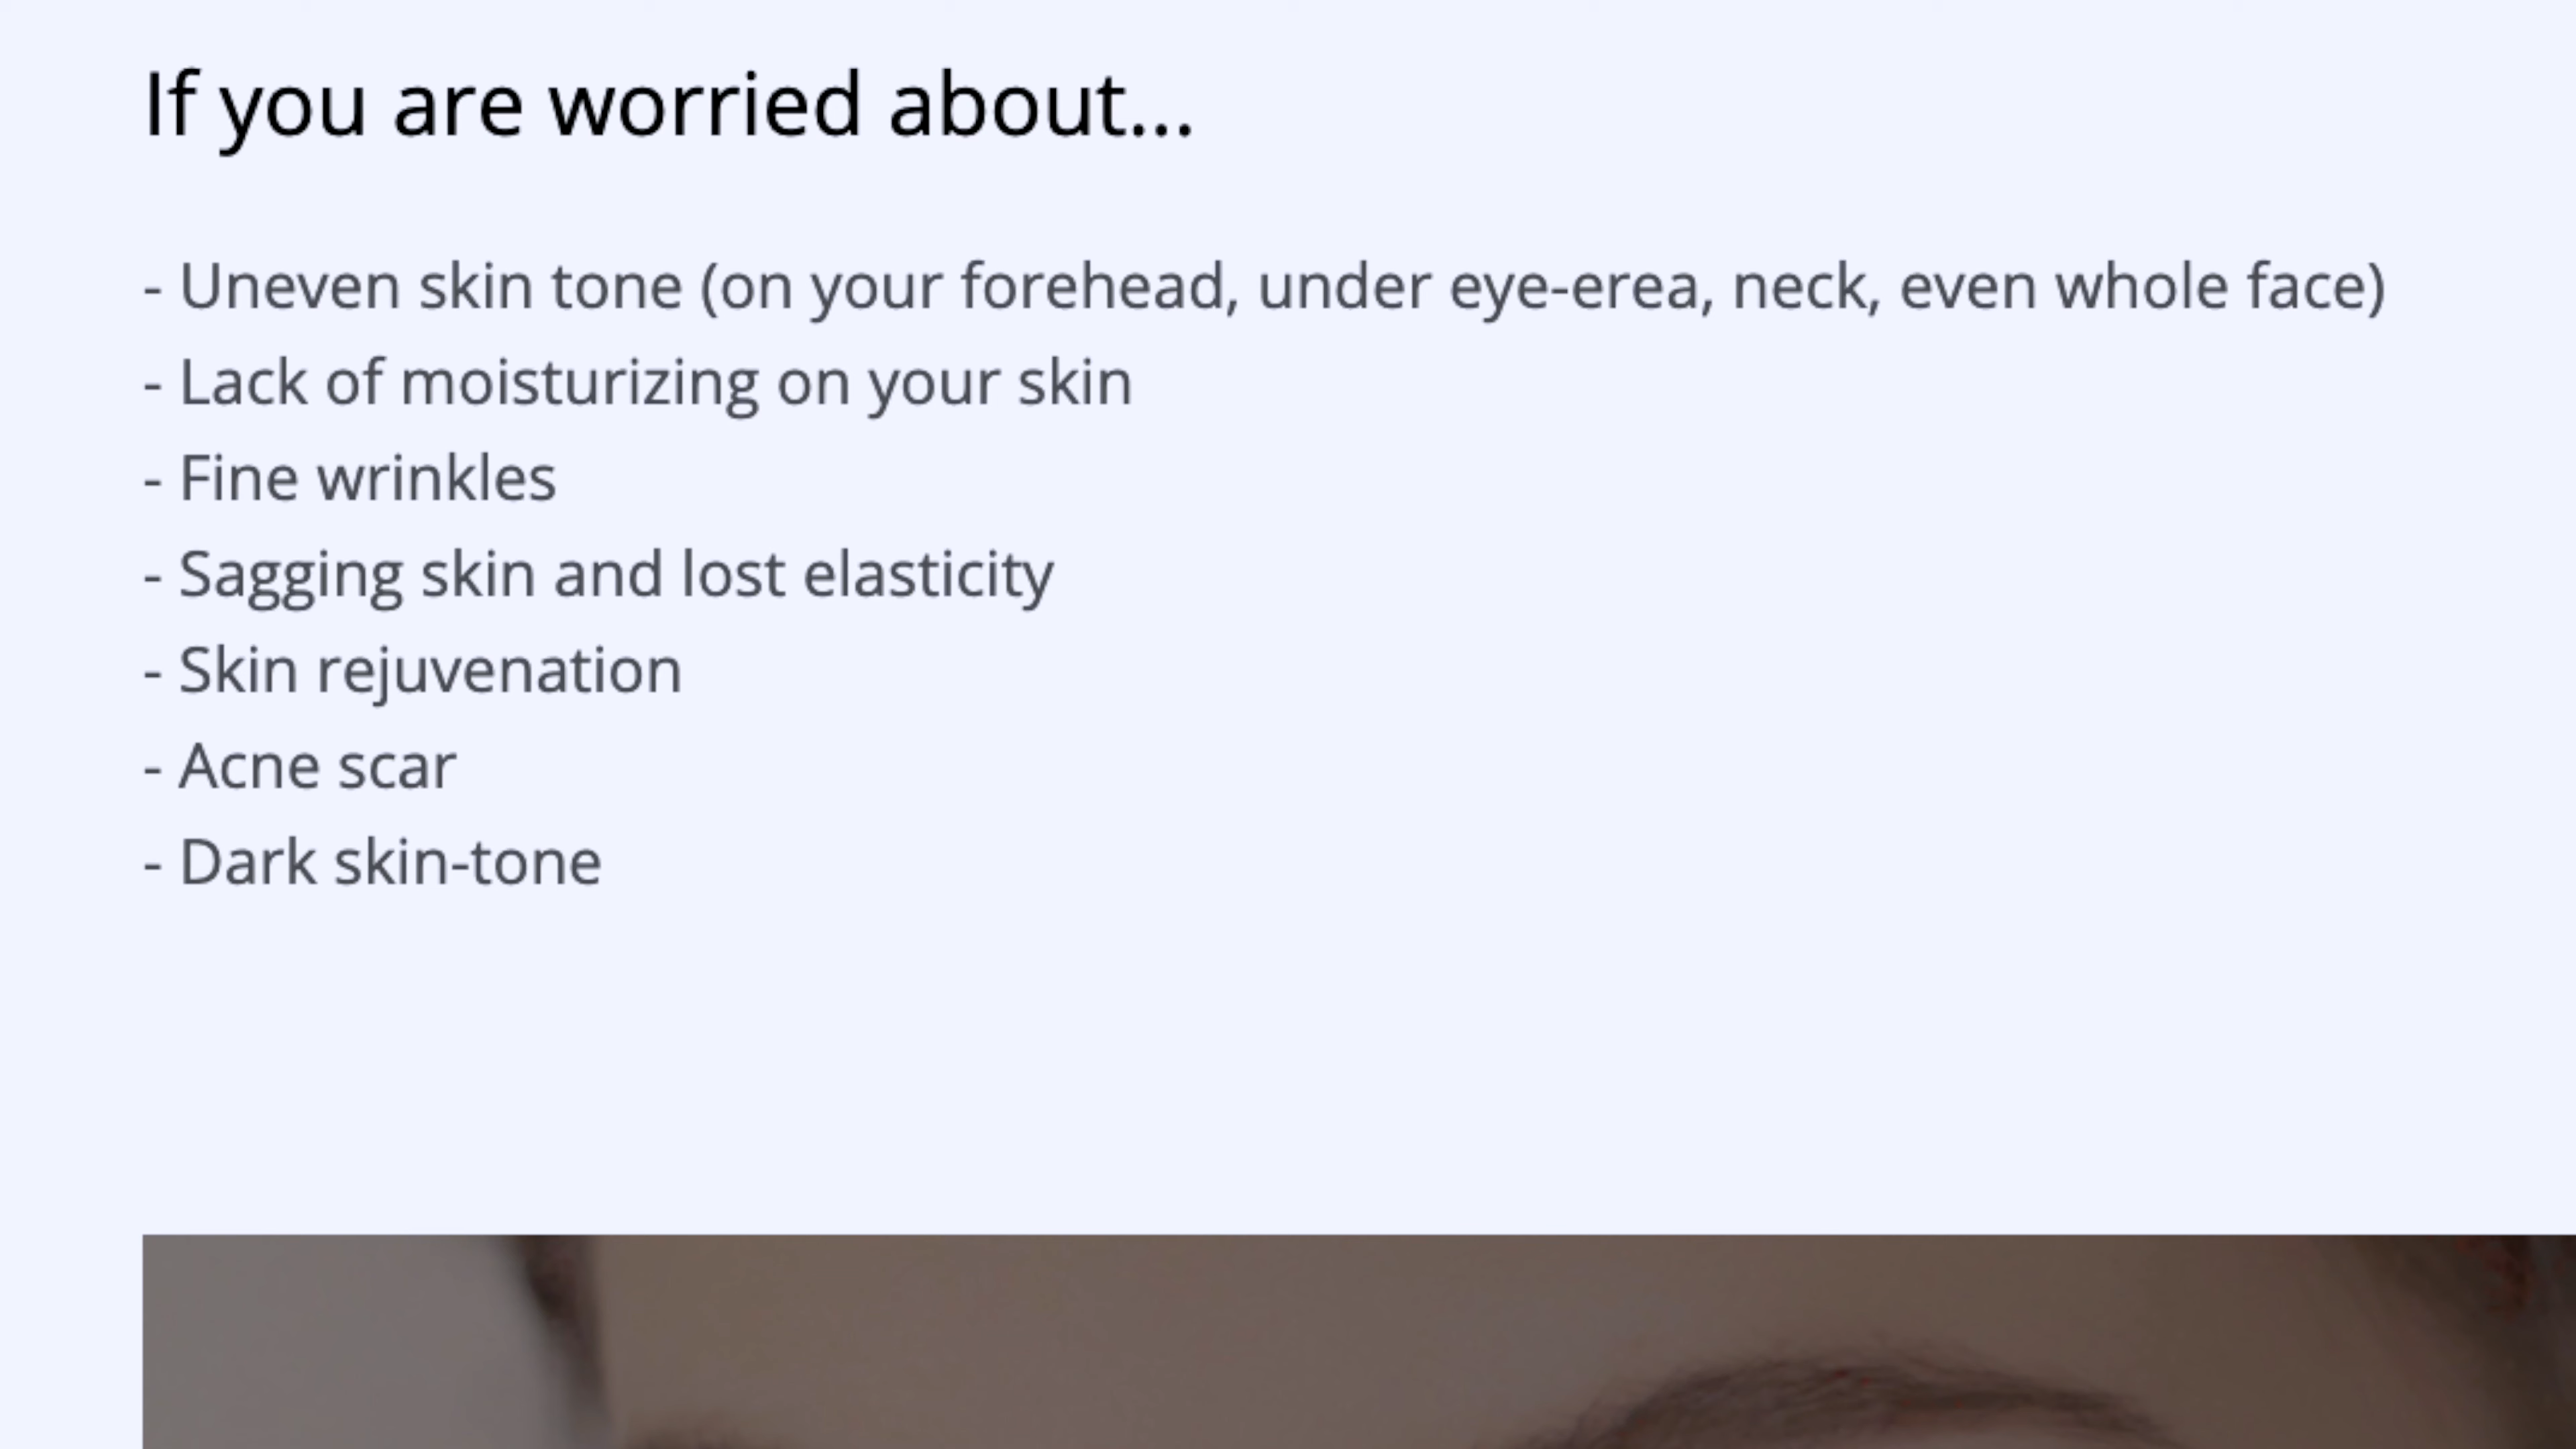 If you are worried about...
- Uneven skin tone (on your forehead, under eye-erea, neck, even whole face)
- Lack of moisturizing on your skin
- Fine wrinkles
- Sagging skin and lost elasticity
- Skin rejuvenation
- Acne scar
- Dark skin-tone